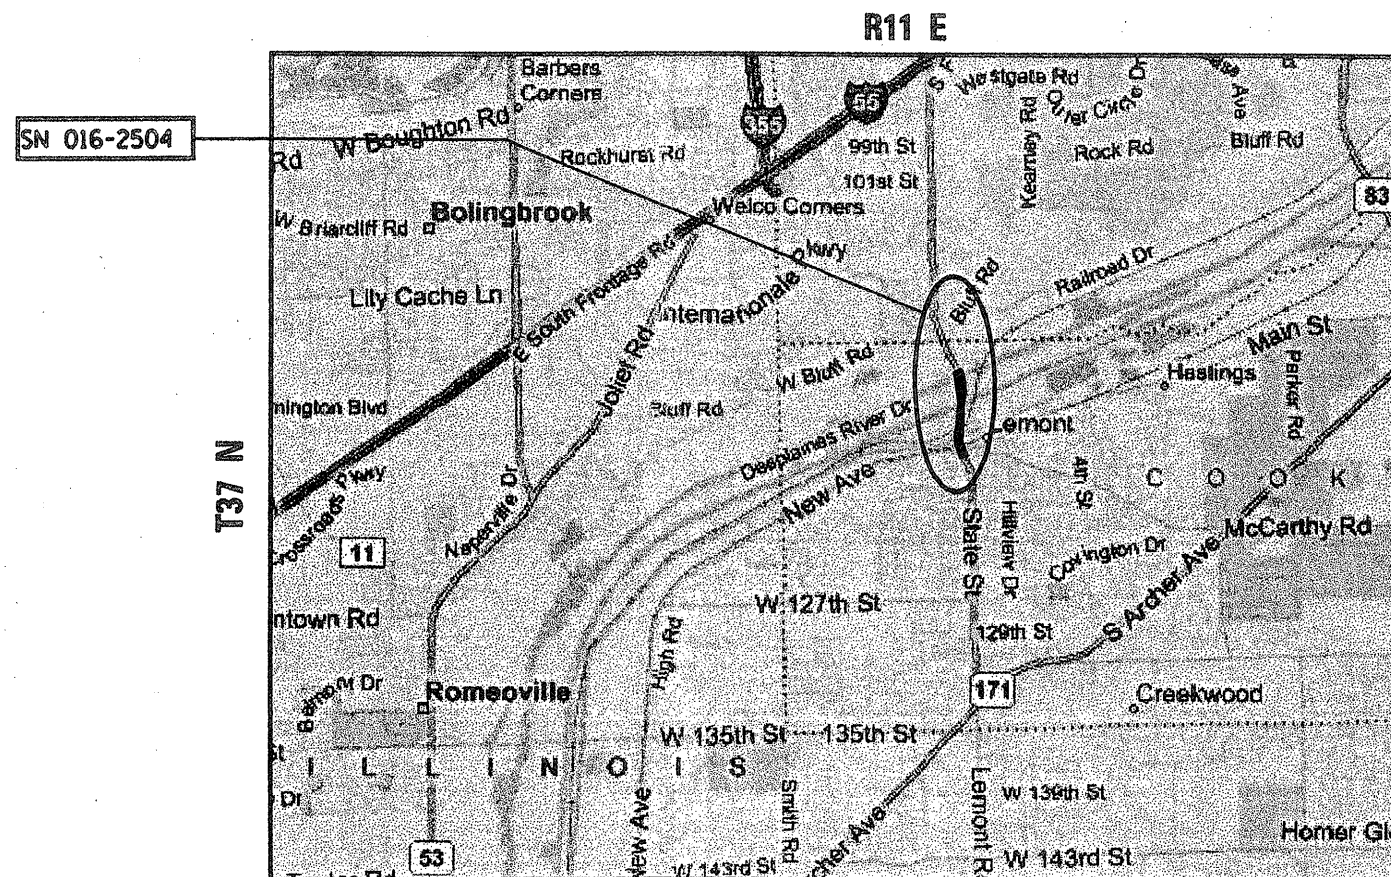 R11 E
SN 016-2504
T37 N
Barbers
Corners
W Boughton Rd
Rd
Rockhurst Rd
355
55
Westgate Rd
Kearney Rd
Ave
99th St
101st St
Rock Rd
Bluff Rd
83
Bolingbrook
W Briarcliff Rd
Welco Corners
Lily Cache Ln
E South Frontage Rd
Internationale
Pkwy
Joliet Rd
Bluff Rd
Railroad Dr
W Bluff Rd
Main St
Hastings
Parker Rd
Bluff Rd
Desplaines River Dr
Lemont
New Ave
4th St
C O O K
Naperville Dr
11
State St
Hillview Dr
Covington Dr
McCarthy Rd
S Archer Ave
W 127th St
129th St
High Rd
171
Creekwood
Romeoville
W 135th St
135th St
I L L I N O I S
Dr
New Ave
Smith Rd
W 139th St
53
W 143rd St
W 143rd St